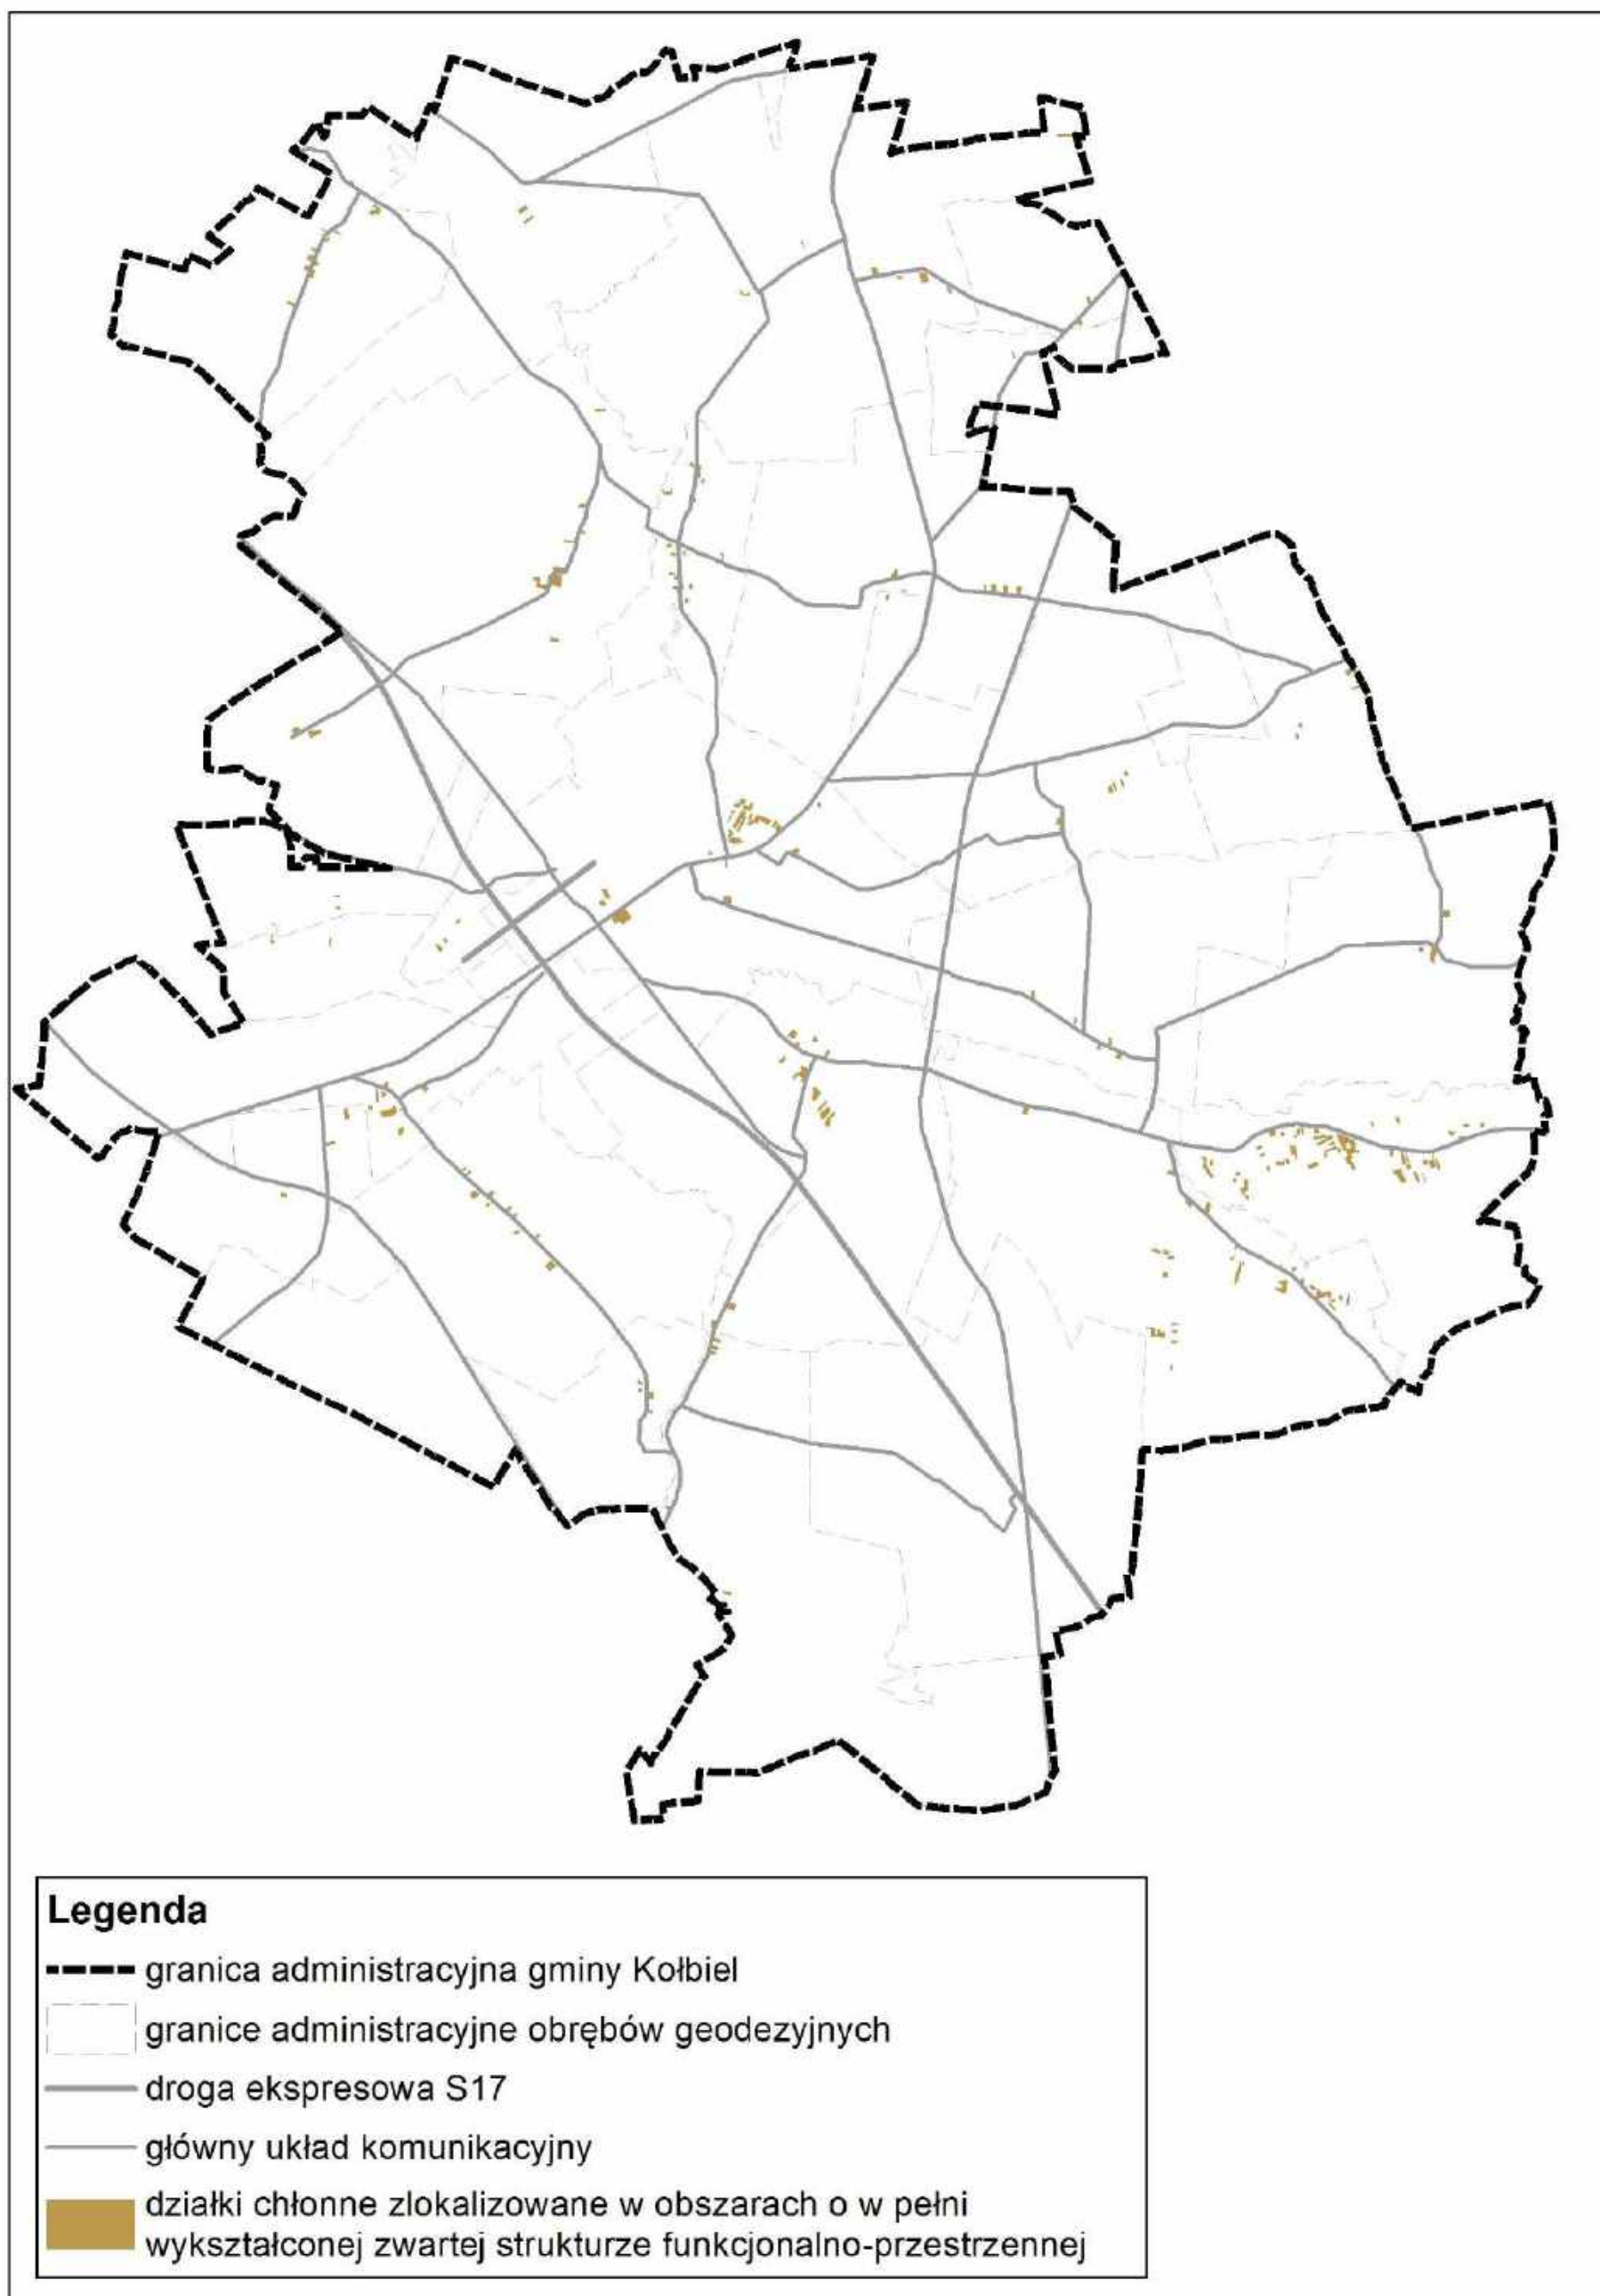 Legenda
granica administracyjna gminy Kołbiel
granice administracyjne obrębów geodezyjnych
droga ekspresowa S17
główny układ komunikacyjny
działki chłonne zlokalizowane w obszarach o w pełni
wykształconej zwartej strukturze funkcjonalno-przestrzennej